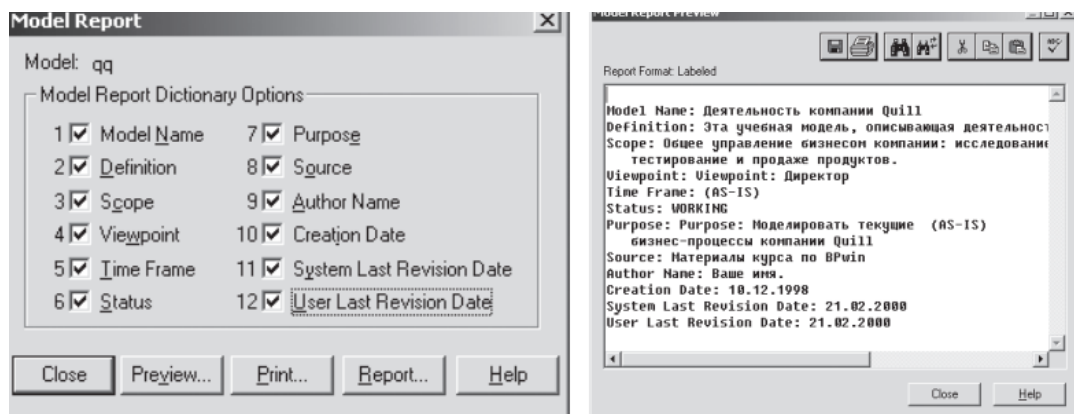 Model Report
Model: qq
Model Report Dictionary Options
1 Model Name
2 Definition
3 Scope
4 Viewpoint
5 Time Frame
6 Status
7 Purpose
8 Source
9 Author Name
10 Creation Date
11 System Last Revision Date
12 User Last Revision Date
Close Preview... Print... Report... Help
Model Report Preview
Report Format: Labeled
Model Name: Деятельность компании Quill
Definition: Эта учебная модель, описывающая деятельност
Scope: Общее управление бизнесом компании: исследование
тестирование и продаже продуктов.
Viewpoint: Viewpoint: Директор
Time Frame: (AS-IS)
Status: WORKING
Purpose: Purpose: Моделировать текущие (AS-IS)
бизнес-процессы компании Quill
Source: Материалы курса по BPwin
Author Name: Ваше имя.
Creation Date: 10.12.1998
System Last Revision Date: 21.02.2000
User Last Revision Date: 21.02.2000
Close Help